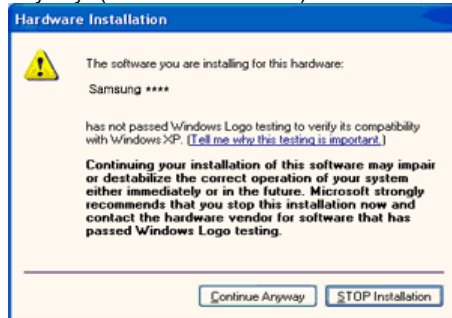 Hardware Installation
The software you are installing for this hardware:
Samsung ****
has not passed Windows Logo testing to verify its compatibility
with Windows XP. (Tell me why this testing is important.)
Continuing your installation of this software may impair
or destabilize the correct operation of your system
either immediately or in the future. Microsoft strongly
recommends that you stop this installation now and
contact the hardware vendor for software that has
passed Windows Logo testing.
Continue Anyway
STOP Installation